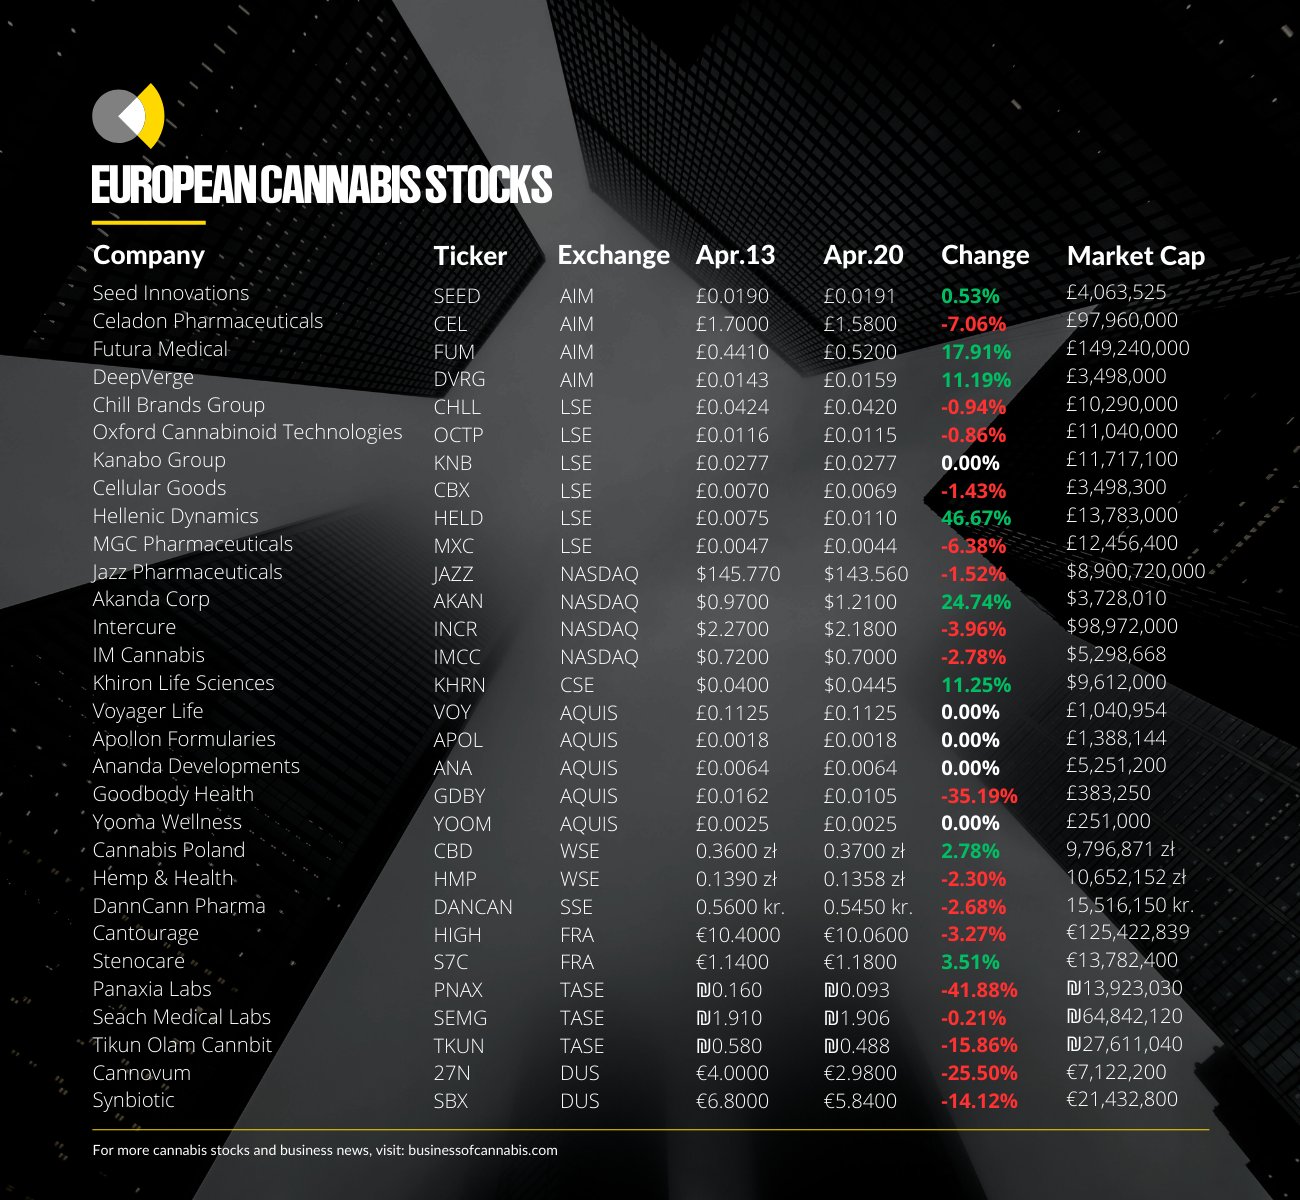 EUROPEAN CANNABIS STOCKS
Company Ticker Exchange Apr.13 Apr.20 Change Market Cap
Seed Innovations SEED AIM £0.0190 £0.0191 0.53% £4,063,525
Celadon Pharmaceuticals CEL AIM £1.7000 £1.5800 -7.06% £97,960,000
Futura Medical FUM AIM £0.4410 £0.5200 17.91% £149,240,000
DeepVerge DVRG AIM £0.0143 £0.0159 11.19% £3,498,000
Chill Brands Group CHLL LSE £0.0424 £0.0420 -0.94% £10,290,000
Oxford Cannabinoid Technologies OCTP LSE £0.0116 £0.0115 -0.86% £11,040,000
Kanabo Group KNB LSE £0.0277 £0.0277 0.00% £11,717,100
Cellular Goods CBX LSE £0.0070 £0.0069 -1.43% £3,498,300
Hellenic Dynamics HELD LSE £0.0075 £0.0110 46.67% £13,783,000
MGC Pharmaceuticals MXC LSE £0.0047 £0.0044 -6.38% £12,456,400
Jazz Pharmaceuticals JAZZ NASDAQ $145.770 $143.560 -1.52% $8,900,720,000
Akanda Corp AKAN NASDAQ $0.9700 $1.2100 24.74% $3,728,010
Intercure INCR NASDAQ $2.2700 $2.1800 -3.96% $98,972,000
IM Cannabis IMCC NASDAQ $0.7200 $0.7000 -2.78% $5,298,668
Khiron Life Sciences KHRN CSE $0.0400 $0.0445 11.25% $9,612,000
Voyager Life VOY AQUIS £0.1125 £0.1125 0.00% £1,040,954
Apollon Formularies APOL AQUIS £0.0018 £0.0018 0.00% £1,388,144
Ananda Developments ANA AQUIS £0.0064 £0.0064 0.00% £5,251,200
Goodbody Health GDBY AQUIS £0.0162 £0.0105 -35.19% £383,250
Yooma Wellness YOOM AQUIS £0.0025 £0.0025 0.00% £251,000
Cannabis Poland CBD WSE 0.3600 zł 0.3700 zł 2.78% 9,796,871 zł
Hemp & Health HMP WSE 0.1390 zł 0.1358 zł -2.30% 10,652,152 zł
DannCann Pharma DANCAN SSE 0.5600 kr. 0.5450 kr. -2.68% 15,516,150 kr.
Cantourage HIGH FRA €10.4000 €10.0600 -3.27% €125,422,839
Stenocare S7C FRA €1.1400 €1.1800 3.51% €13,782,400
Panaxia Labs PNAX TASE ₪0.160 ₪0.093 -41.88% ₪13,923,030
Seach Medical Labs SEMG TASE ₪1.910 ₪1.906 -0.21% ₪64,842,120
Tikun Olam Cannbit TKUN TASE ₪0.580 ₪0.488 -15.86% ₪27,611,040
Cannovum 27N DUS €4.0000 €2.9800 -25.50% €7,122,200
Synbiotic SBX DUS €6.8000 €5.8400 -14.12% €21,432,800
For more cannabis stocks and business news, visit: businessofcannabis.com